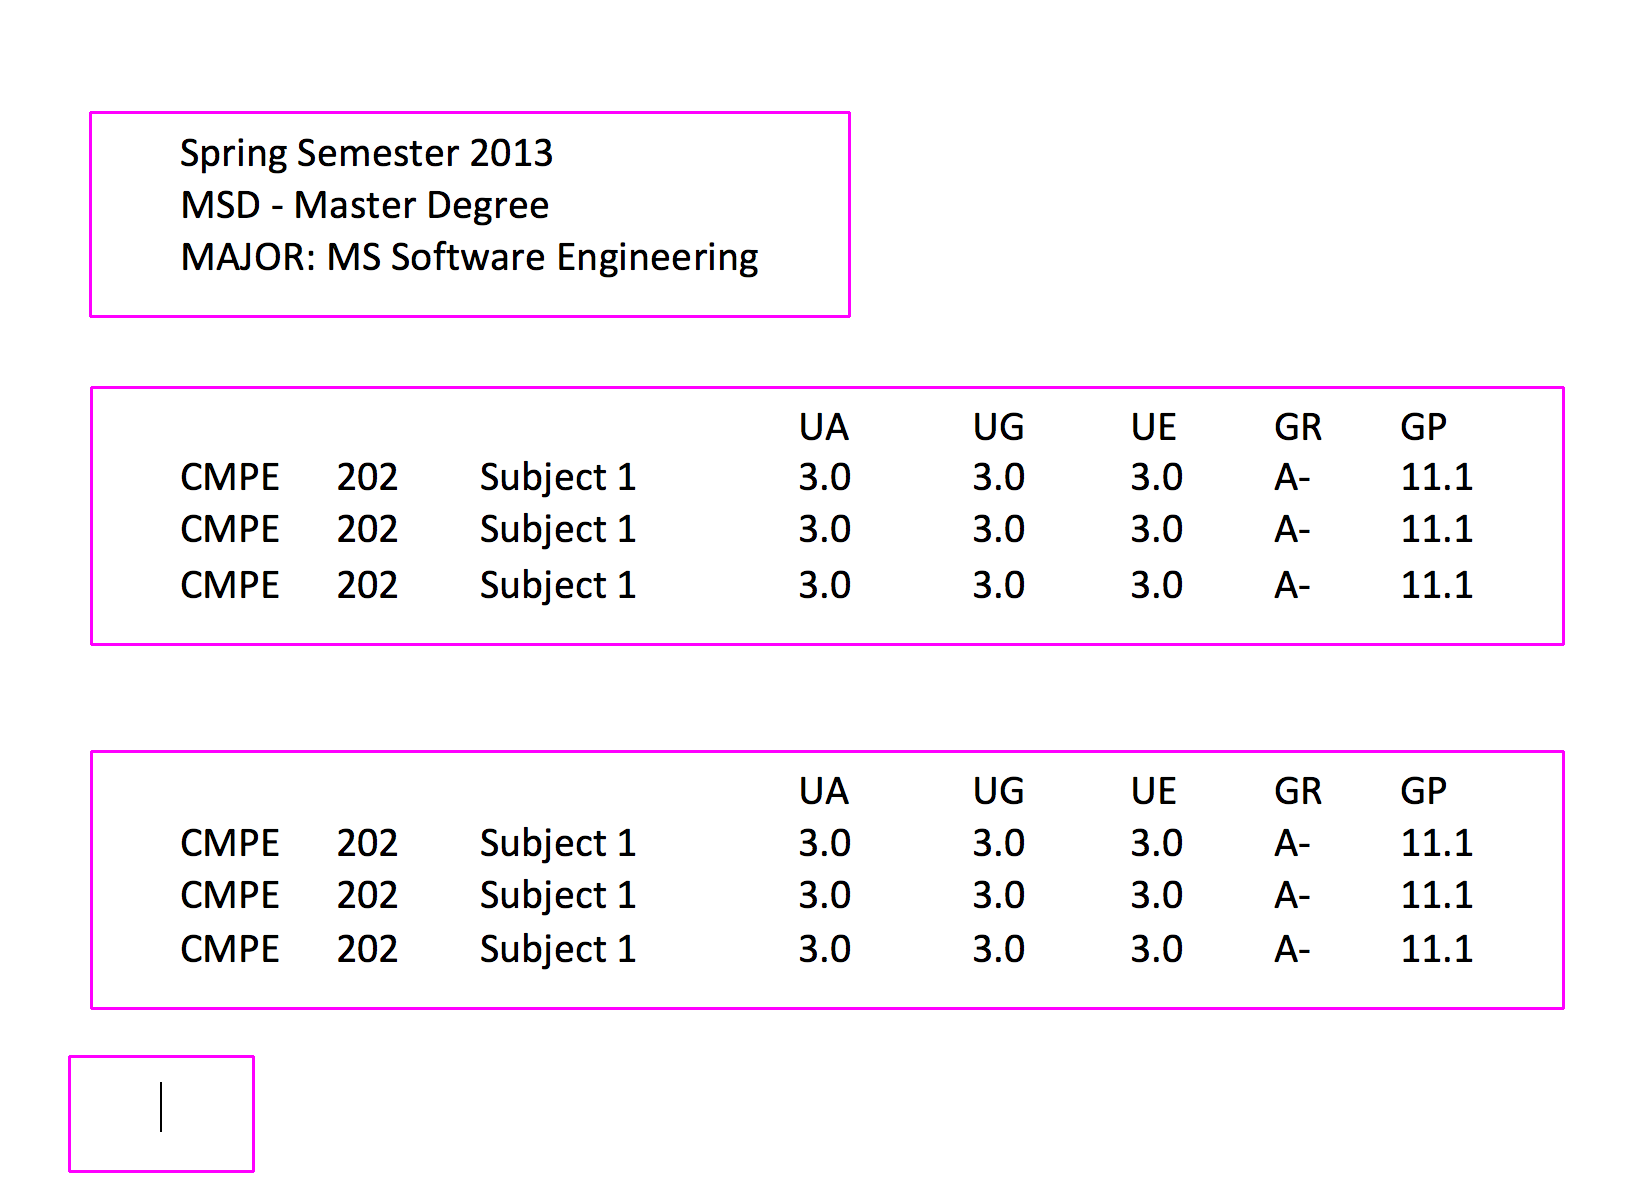 Spring Semester 2013
MSD - Master Degree
MAJOR: MS Software Engineering
UA UG UE GR GP
CMPE 202 Subject 1 3.0 3.0 3.0 A- 11.1
CMPE 202 Subject 1 3.0 3.0 3.0 A- 11.1
CMPE 202 Subject 1 3.0 3.0 3.0 A- 11.1
UA UG UE GR GP
CMPE 202 Subject 1 3.0 3.0 3.0 A- 11.1
CMPE 202 Subject 1 3.0 3.0 3.0 A- 11.1
CMPE 202 Subject 1 3.0 3.0 3.0 A- 11.1